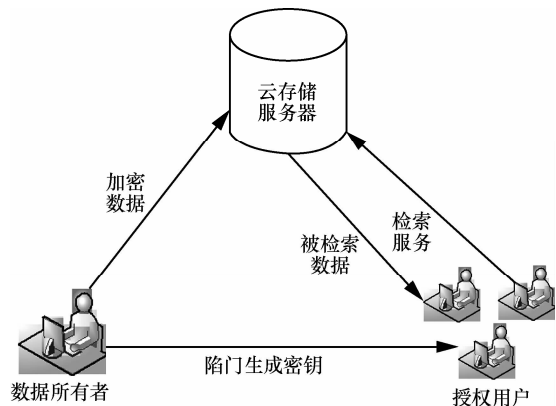 云存储
服务器
加密
数据
检索
服务
被检索
数据
陷门生成密钥
数据所有者
授权用户